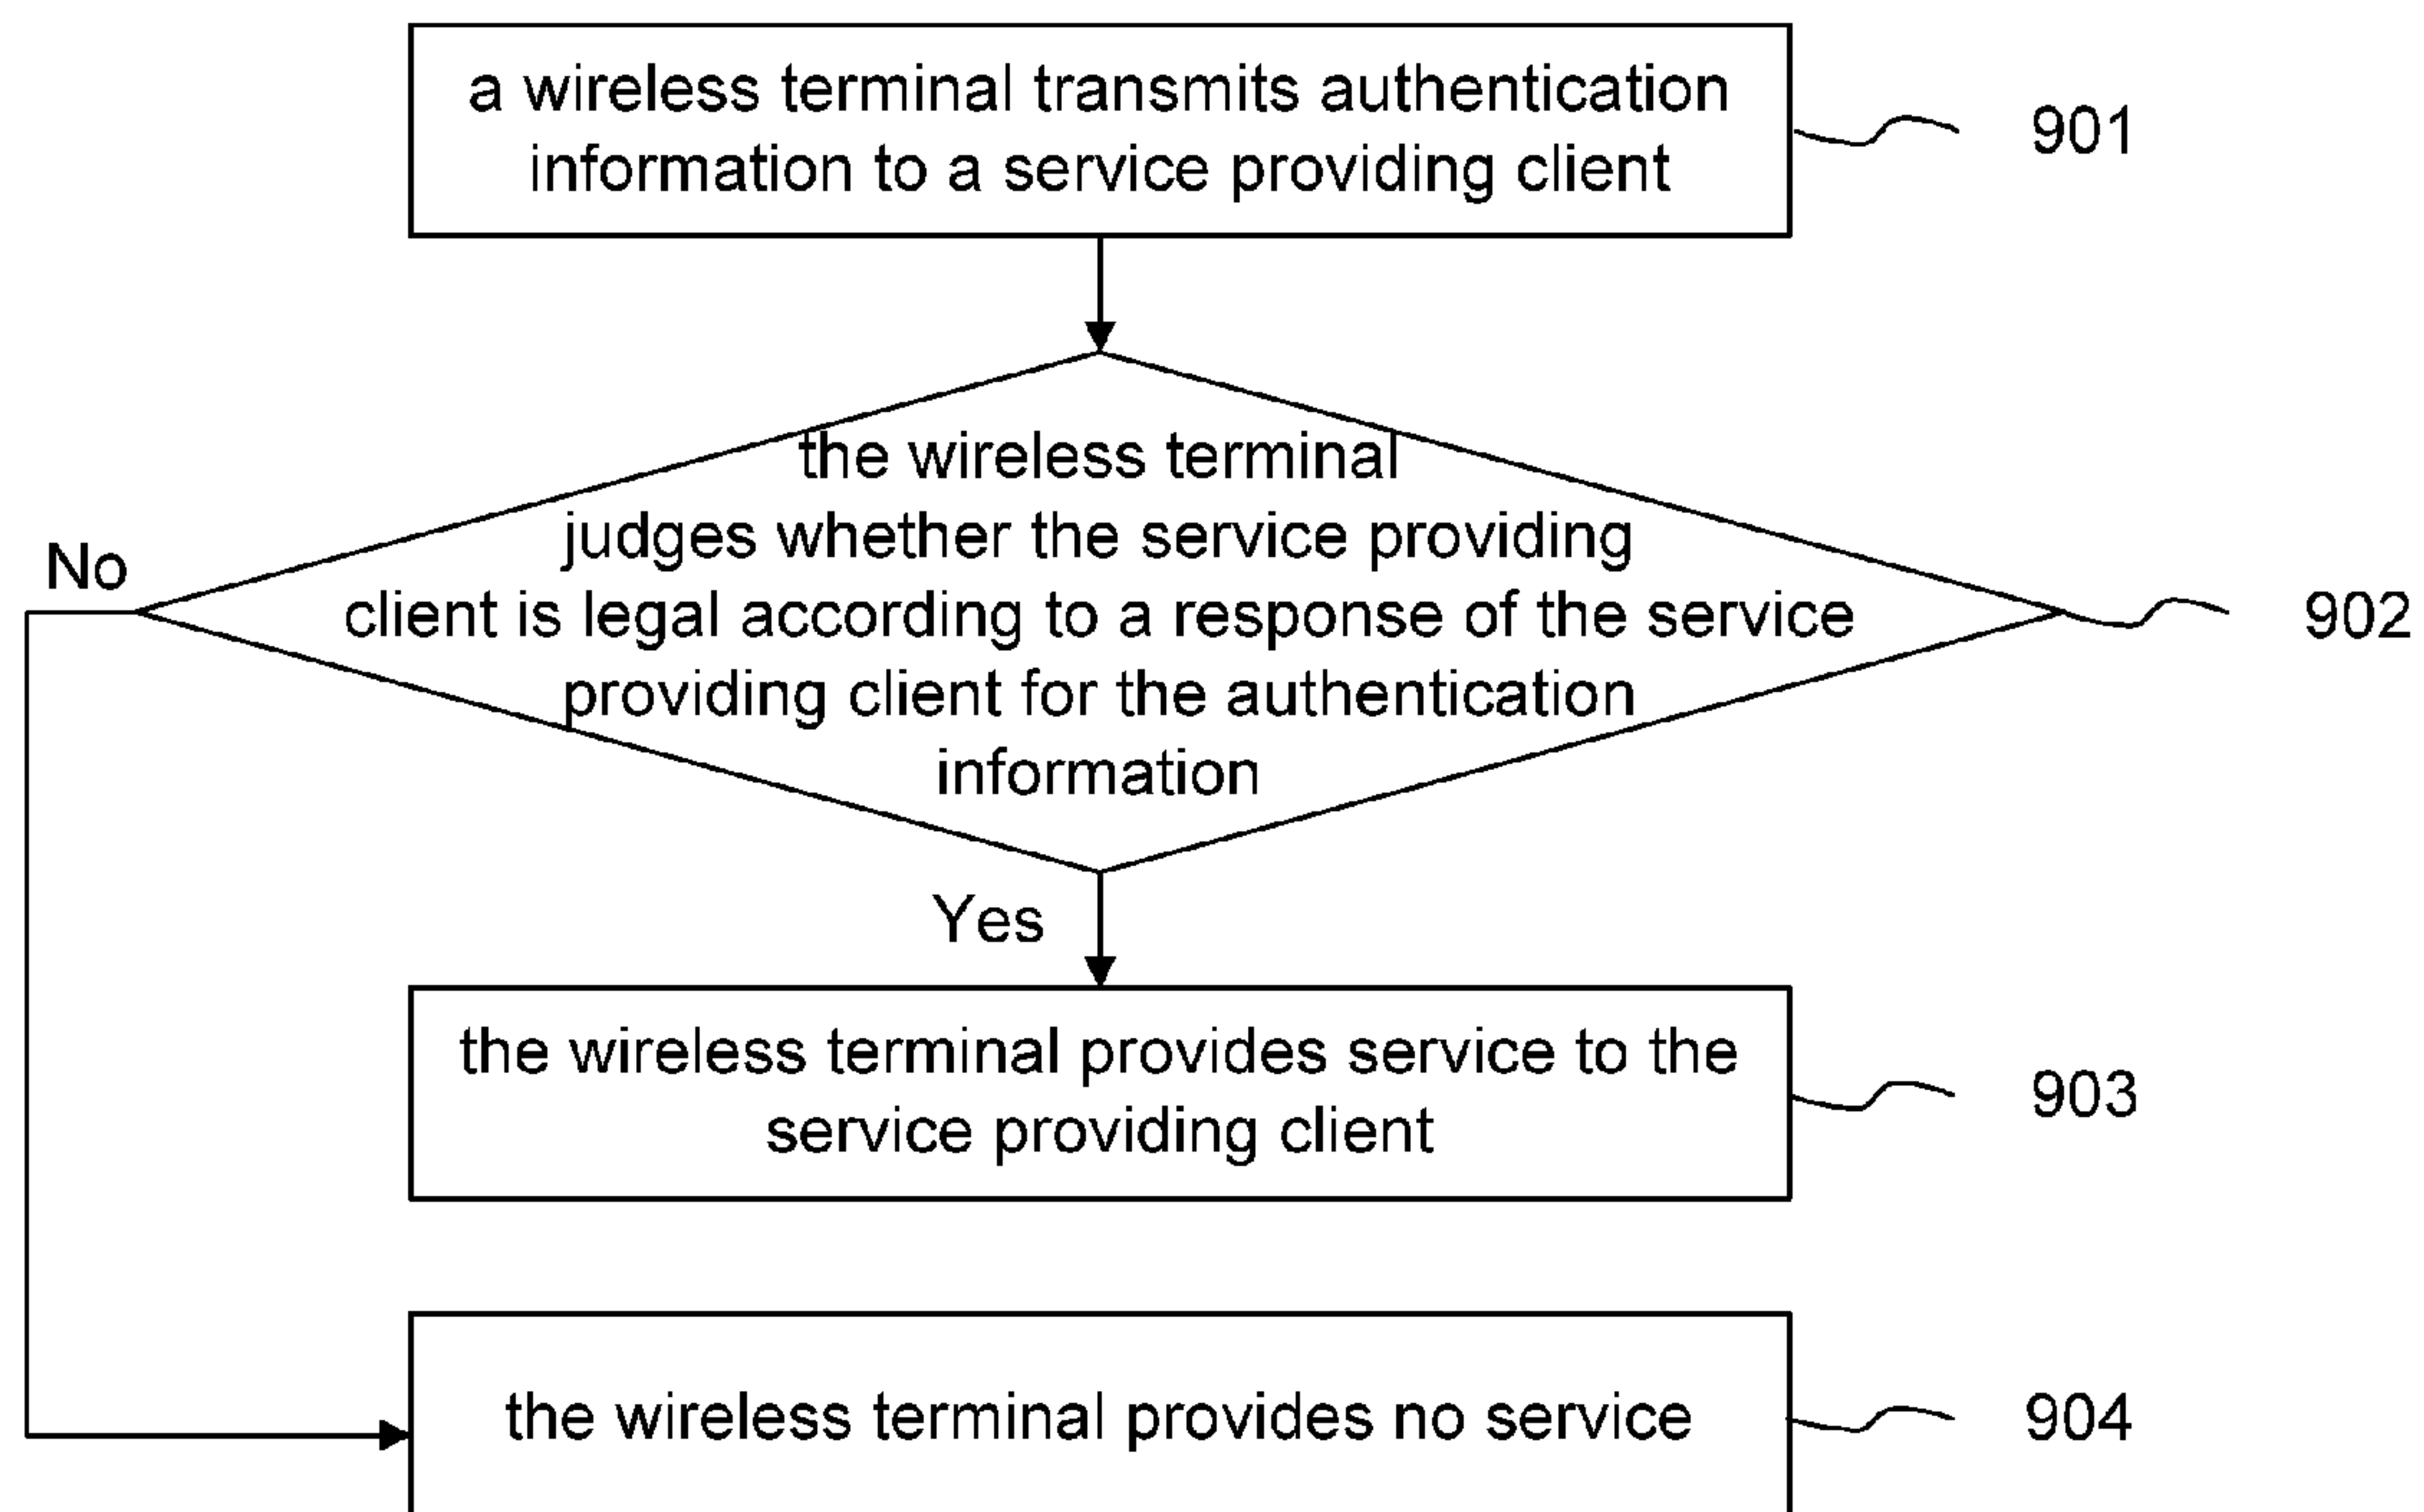 a wireless terminal transmits authentication
information to a service providing client
901
the wireless terminal
judges whether the service providing
client is legal according to a response of the service
providing client for the authentication
information
No
902
Yes
the wireless terminal provides service to the
service providing client
903
the wireless terminal provides no service
904